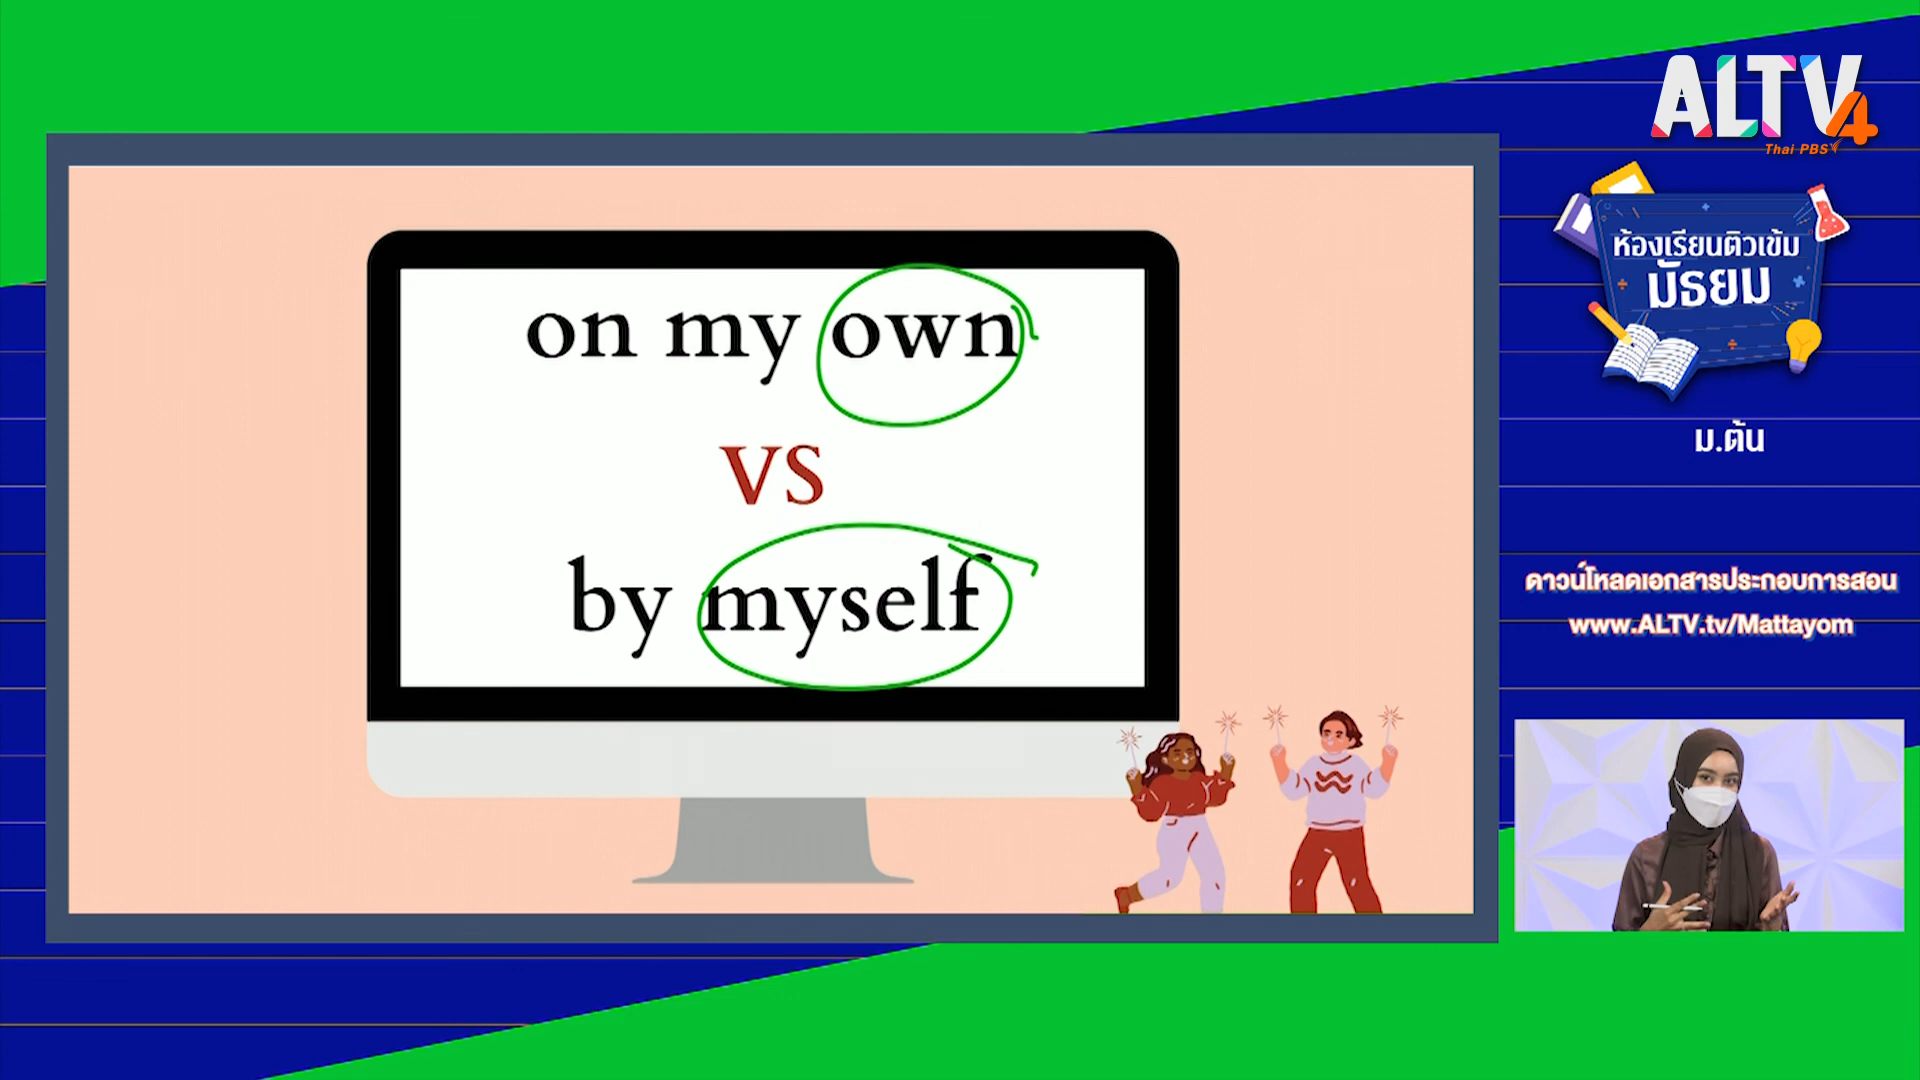 on my own
VS
by myself
ALTV4
Thai PBS
ห้องเรียนติวเข้ม
มัธยม
ม.ต้น
ดาวน์โหลดเอกสารประกอบการสอน
www.ALTV.tv/Mattayom